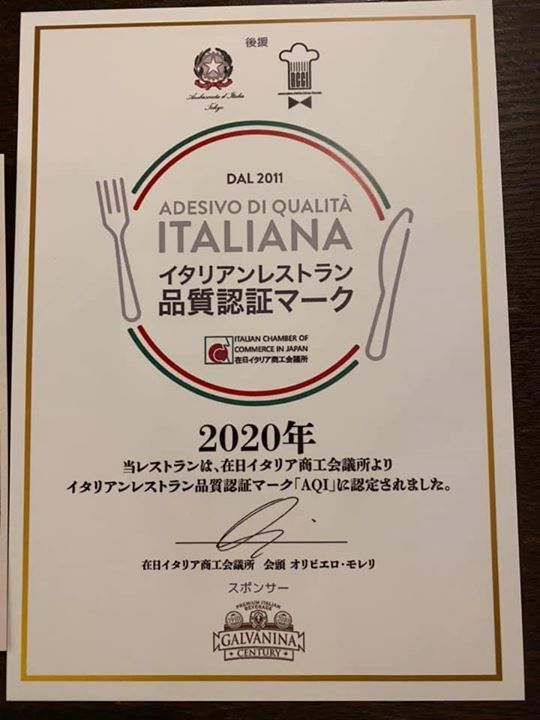 後援
Ambasciata d'Italia
Tokyo
DAL 2011
ADESIVO DI QUALITÀ
ITALIANA
イタリアンレストラン
品質認証マーク
ITALIAN CHAMBER OF
COMMERCE IN JAPAN
在日イタリア商工会議所
2020年
当レストランは、在日イタリア商工会議所より
イタリアンレストラン品質認証マーク「AQI」に認定されました。
在日イタリア商工会議所 会頭 オリビエロ・モレリ
スポンサー
PREMIUM ITALIAN
BEVERAGE
GALVANINA
CENTURY